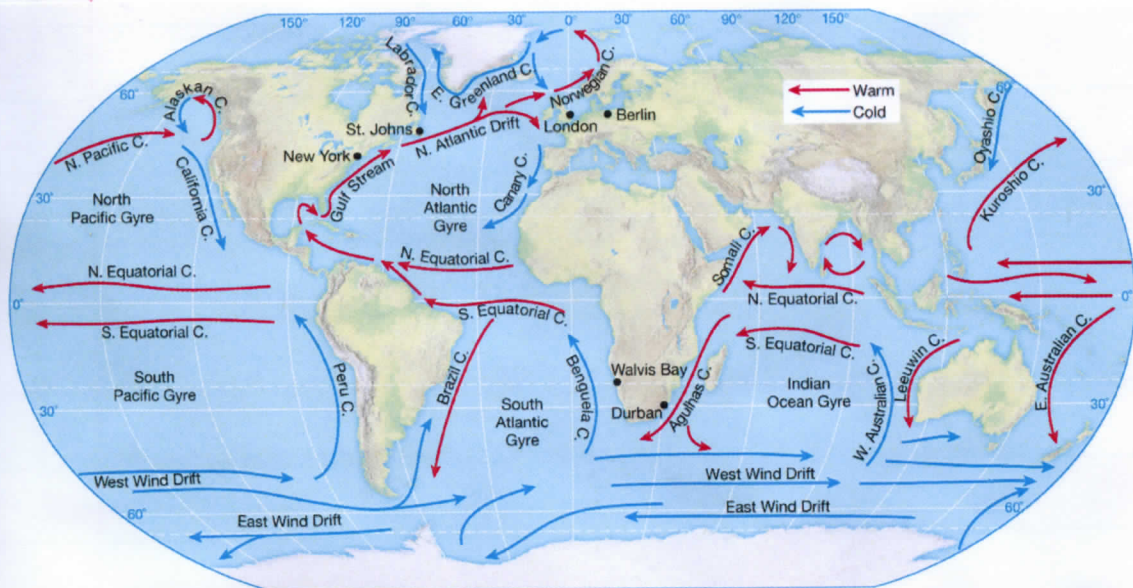 150° 120° 90° 60° 30° 0° 30° 60° 90° 120° 150°
60°
60°
Alaskan C.
Labrador C.
E. Greenland C.
Norwegian C.
Warm
Cold
Oyashio C.
N. Pacific C.
St. Johns
London
Berlin
New York
N. Atlantic Drift
Gulf Stream
California C.
Canary C.
Kuroshio C.
30°
30°
North
Pacific Gyre
North
Atlantic
Gyre
Somali C.
N. Equatorial C.
N. Equatorial C.
N. Equatorial C.
0°
0°
S. Equatorial C.
S. Equatorial C.
S. Equatorial C.
South
Pacific Gyre
Peru C.
Brazil C.
South
Atlantic
Gyre
Benguela C.
Walvis Bay
Durban
Agulhas C.
Indian
Ocean Gyre
W. Australian C.
Leeuwin C.
E. Australian C.
30°
30°
West Wind Drift
West Wind Drift
East Wind Drift
East Wind Drift
60°
60°